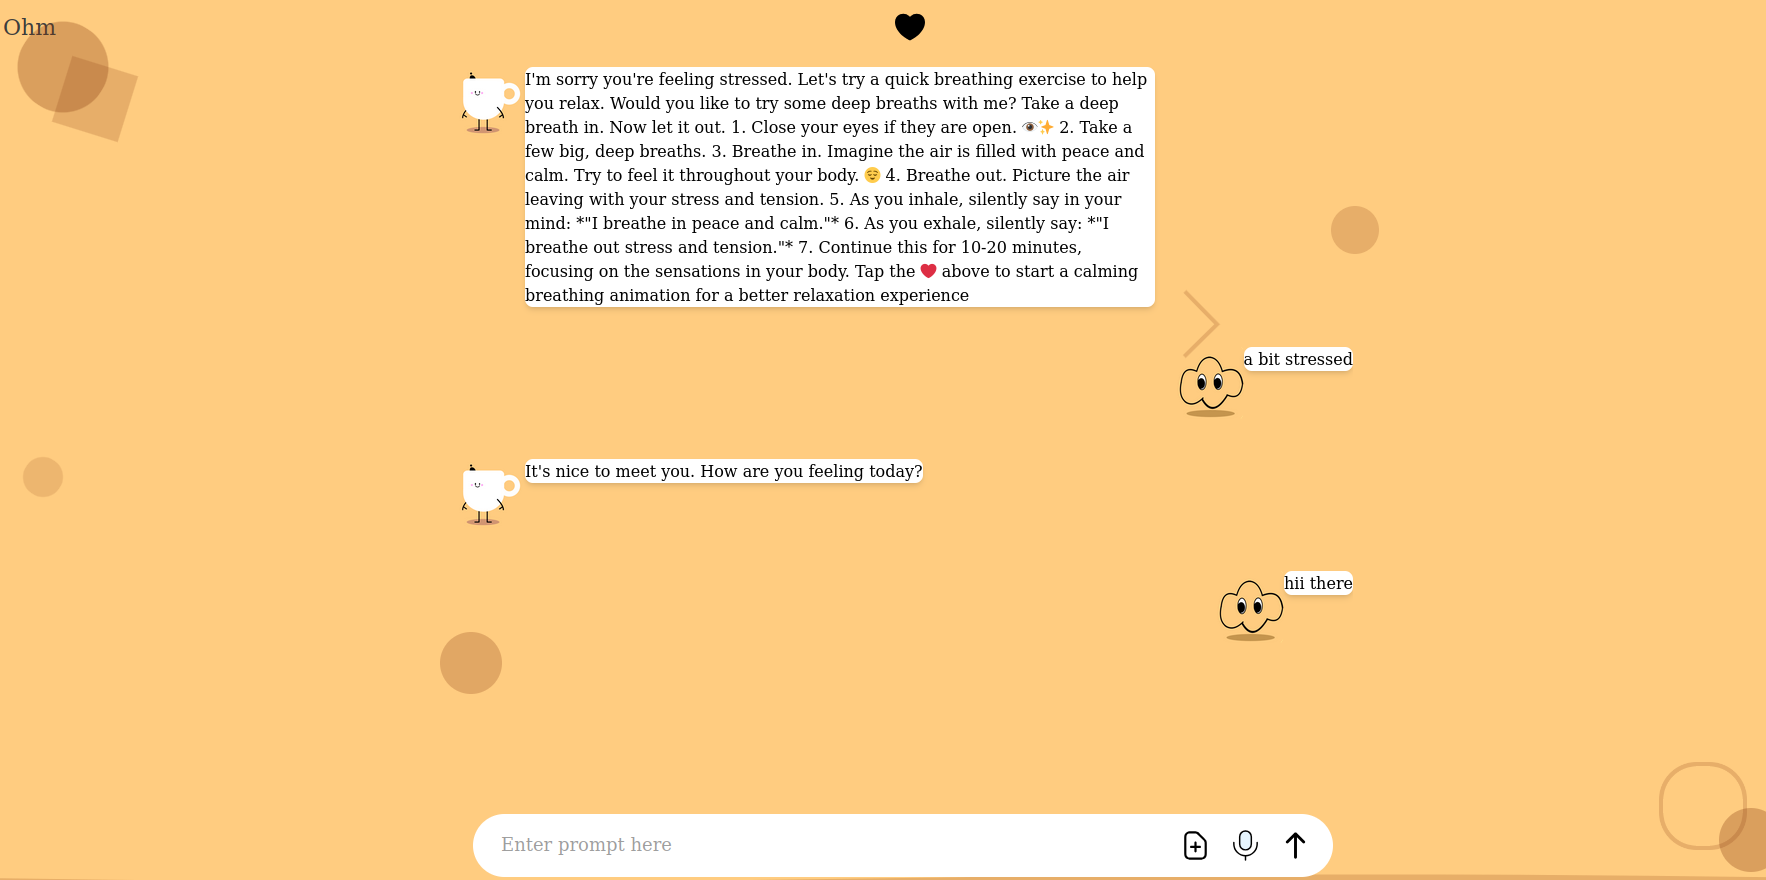 Ohm
I'm sorry you're feeling stressed. Let's try a quick breathing exercise to help
you relax. Would you like to try some deep breaths with me? Take a deep
breath in. Now let it out. 1. Close your eyes if they are open. 👁️✨ 2. Take a
few big, deep breaths. 3. Breathe in. Imagine the air is filled with peace and
calm. Try to feel it throughout your body. 😌 4. Breathe out. Picture the air
leaving with your stress and tension. 5. As you inhale, silently say in your
mind: *"I breathe in peace and calm."* 6. As you exhale, silently say: *"I
breathe out stress and tension."* 7. Continue this for 10-20 minutes,
focusing on the sensations in your body. Tap the ❤️ above to start a calming
breathing animation for a better relaxation experience
a bit stressed
It's nice to meet you. How are you feeling today?
hii there
Enter prompt here